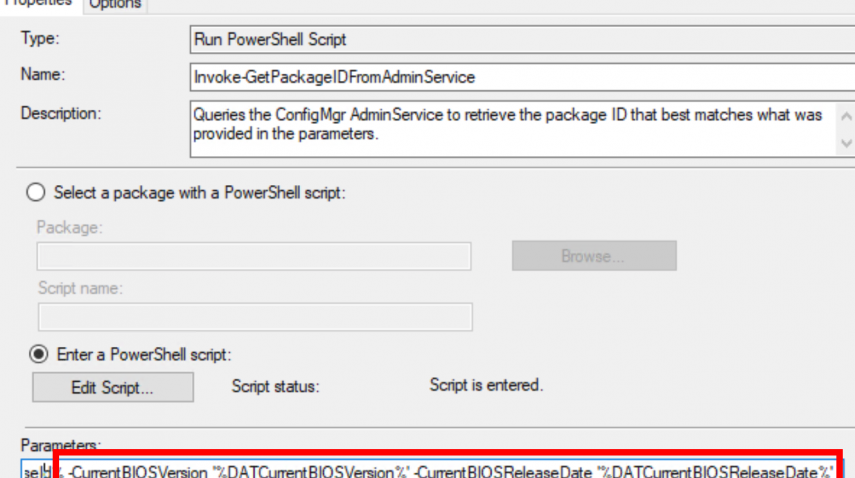 Properties Options
Type: Run PowerShell Script
Name: Invoke-GetPackageIDFromAdminService
Description: Queries the ConfigMgr AdminService to retrieve the package ID that best matches what was
provided in the parameters.
Select a package with a PowerShell script:
Package:
Browse...
Script name:
Enter a PowerShell script:
Edit Script... Script status: Script is entered.
Parameters:
-CurrentBIOSVersion '%DATCurrentBIOSVersion%' -CurrentBIOSReleaseDate '%DATCurrentBIOSReleaseDate%'